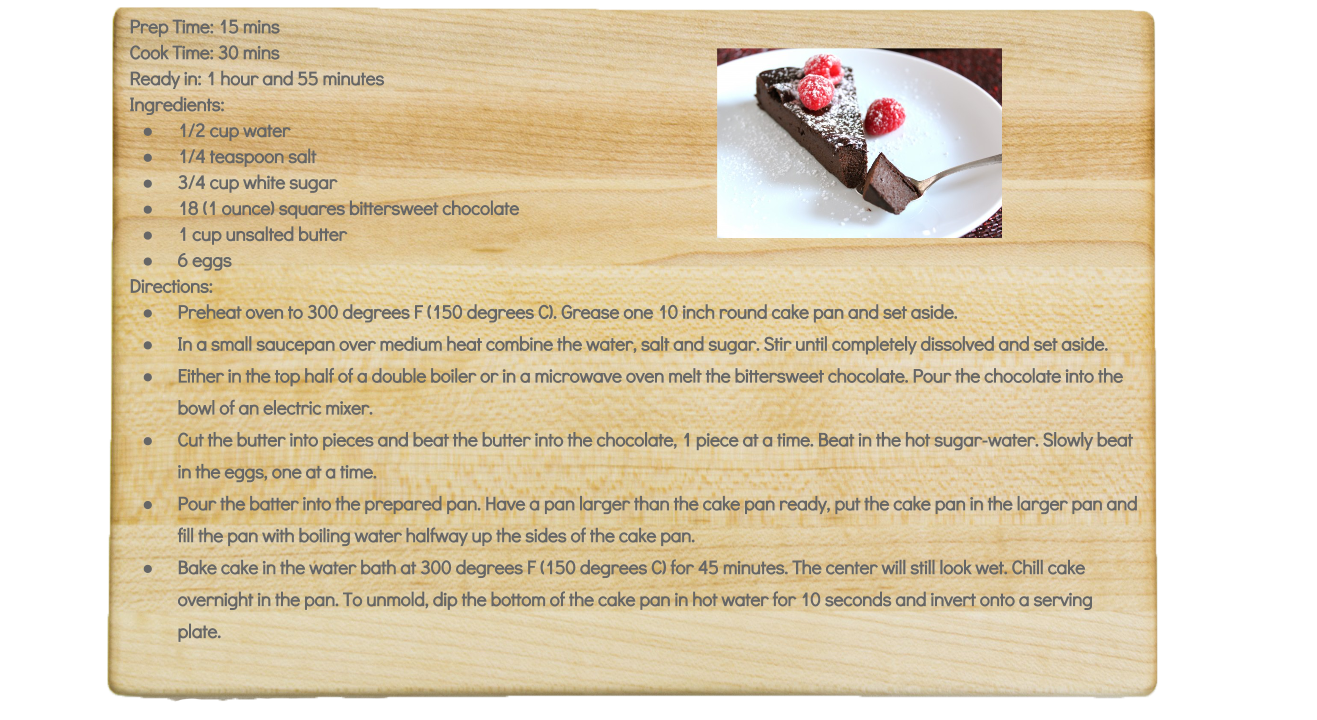 Prep Time: 15 mins
Cook Time: 30 mins
Ready in: 1 hour and 55 minutes
Ingredients:
● 1/2 cup water
● 1/4 teaspoon salt
● 3/4 cup white sugar
● 18 (1 ounce) squares bittersweet chocolate
● 1 cup unsalted butter
● 6 eggs
Directions:
● Preheat oven to 300 degrees F (150 degrees C). Grease one 10 inch round cake pan and set aside.
● In a small saucepan over medium heat combine the water, salt and sugar. Stir until completely dissolved and set aside.
● Either in the top half of a double boiler or in a microwave oven melt the bittersweet chocolate. Pour the chocolate into the
bowl of an electric mixer.
● Cut the butter into pieces and beat the butter into the chocolate, 1 piece at a time. Beat in the hot sugar-water. Slowly beat
in the eggs, one at a time.
● Pour the batter into the prepared pan. Have a pan larger than the cake pan ready, put the cake pan in the larger pan and
fill the pan with boiling water halfway up the sides of the cake pan.
● Bake cake in the water bath at 300 degrees F (150 degrees C) for 45 minutes. The center will still look wet. Chill cake
overnight in the pan. To unmold, dip the bottom of the cake pan in hot water for 10 seconds and invert onto a serving
plate.